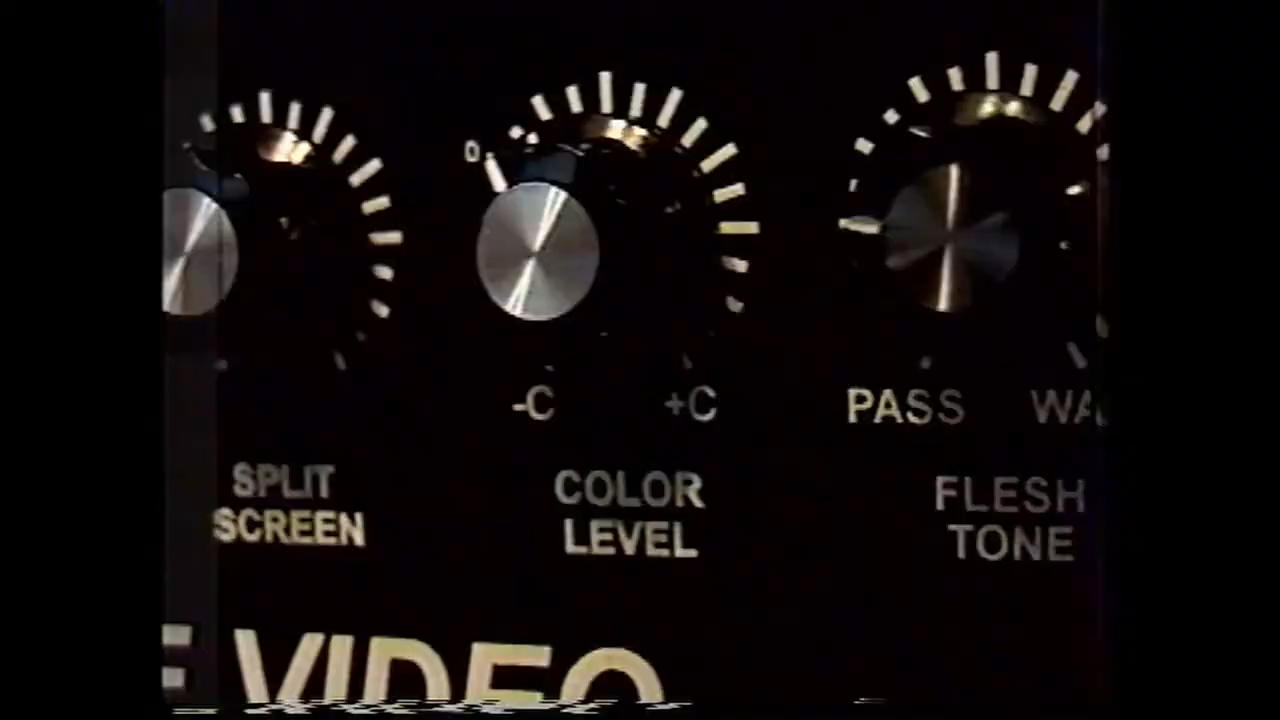 0
-C +C
PASS
SPLIT
SCREEN
COLOR
LEVEL
FLESH
TONE
VIDEO